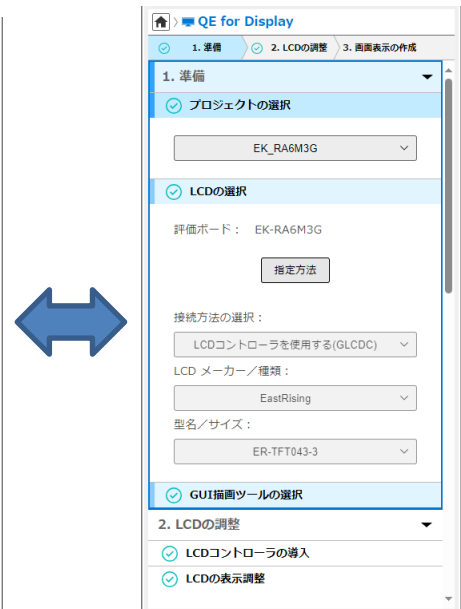 QE for Display
1. 準備 2. LCDの調整 3. 画面表示の作成
1. 準備
プロジェクトの選択
EK_RA6M3G
LCDの選択
評価ボード： EK-RA6M3G
指定方法
接続方法の選択：
LCDコントローラを使用する(GLCDC)
LCD メーカー／種類：
EastRising
型名／サイズ：
ER-TFT043-3
GUI描画ツールの選択
2. LCDの調整
LCDコントローラの導入
LCDの表示調整